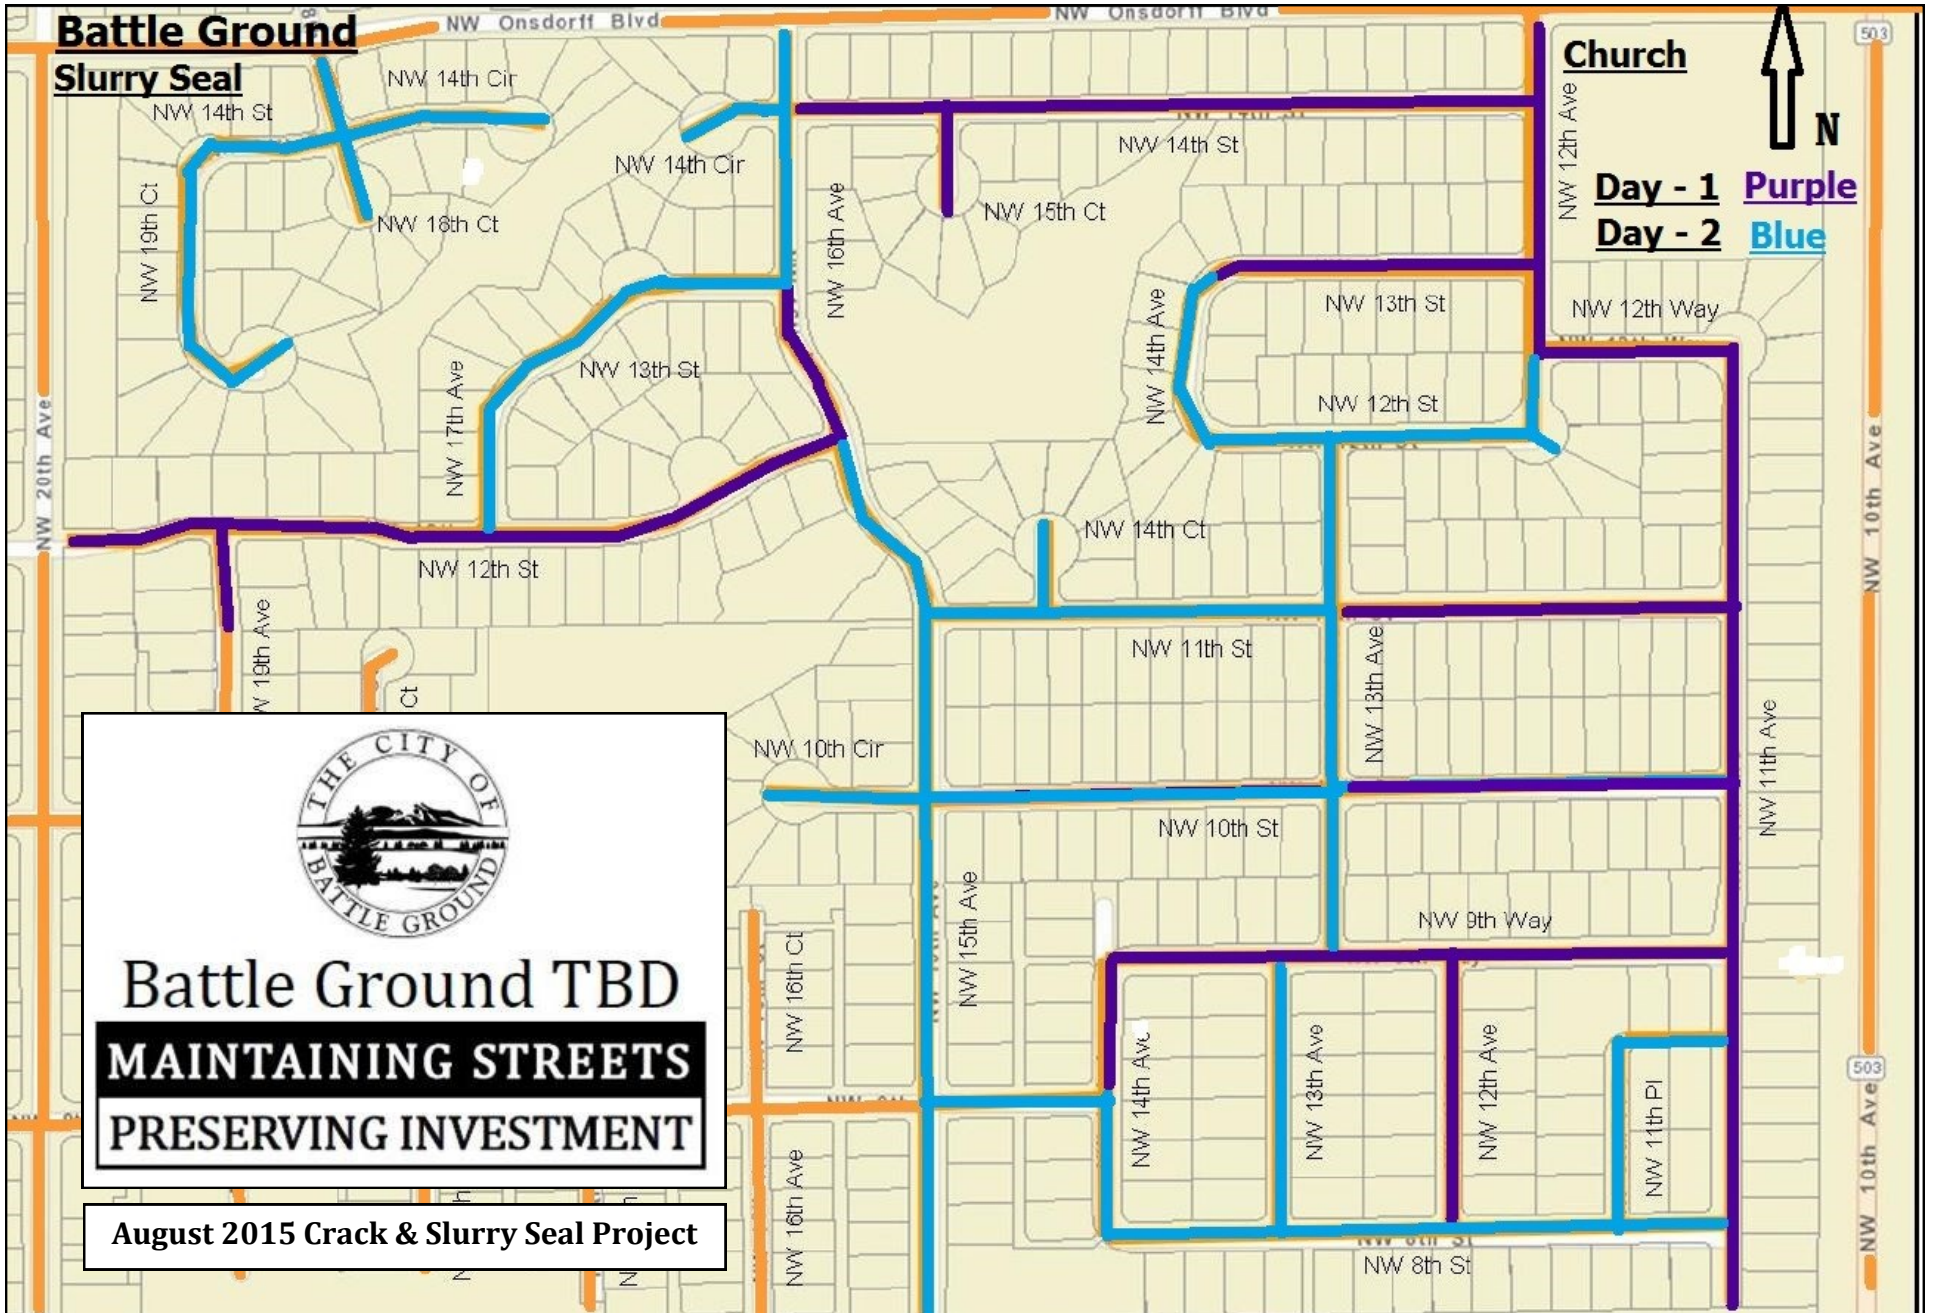 Battle Ground
Slurry Seal
NW Onsdorff Blvd
NW Onsdorff Blvd
503
Church
N
Day - 1 Purple
Day - 2 Blue
NW 14th Cir
NW 14th St
NW 14th Cir
NW 14th St
NW 12th Ave
NW 19th Ct
NW 18th Ct
NW 16th Ave
NW 15th Ct
NW 14th Ave
NW 13th St
NW 12th Way
NW 17th Ave
NW 13th St
NW 12th St
NW 20th Ave
NW 10th Ave
NW 12th St
NW 14th Ct
NW 11th St
NW 13th Ave
NW 11th Ave
W 19th Ave
Ct
NW 10th Cir
NW 10th St
NW 15th Ave
NW 9th Way
NW 16th Ct
NW 14th Ave
NW 13th Ave
NW 12th Ave
NW 11th Pl
503
NW 10th Ave
NW 16th Ave
NW 8th St
THE CITY OF
BATTLE GROUND
Battle Ground TBD
MAINTAINING STREETS
PRESERVING INVESTMENT
August 2015 Crack & Slurry Seal Project